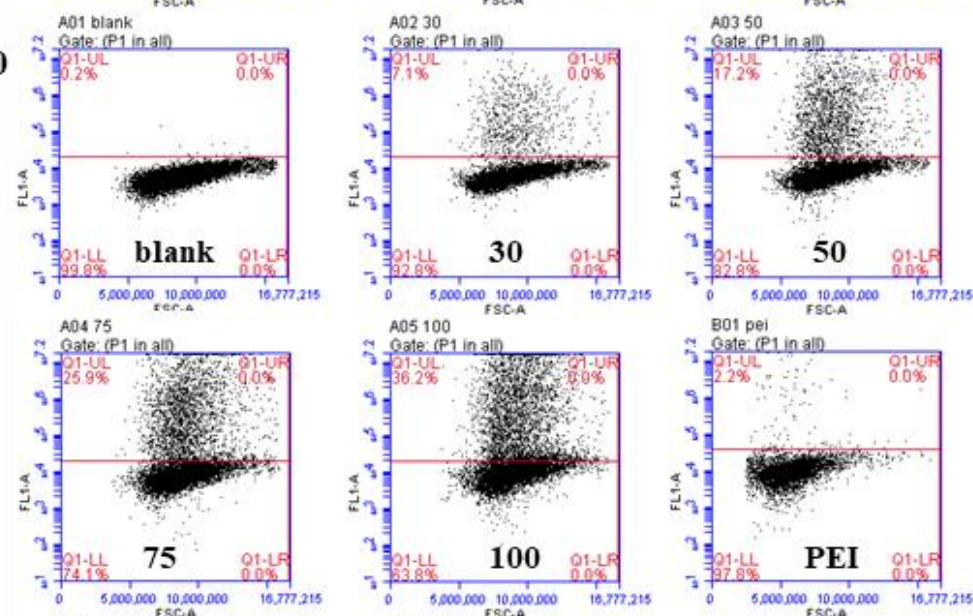 FSC-A FSC-A FSC-A
A01 blank
Gate: (P1 in all)
Q1-UL Q1-UR
0.2% 0.0%
FL1-A
blank
Q1-LL Q1-LR
99.8% 0.0%
0 5,000,000 10,000,000 16,777,215
FSC-A
A02 30
Gate: (P1 in all)
Q1-UL Q1-UR
7.1% 0.0%
FL1-A
30
Q1-LL Q1-LR
92.8% 0.0%
0 5,000,000 10,000,000 16,777,215
FSC-A
A03 50
Gate: (P1 in all)
Q1-UL Q1-UR
17.2% 0.0%
FL1-A
50
Q1-LL Q1-LR
82.8% 0.0%
0 5,000,000 10,000,000 16,777,215
FSC-A
A04 75
Gate: (P1 in all)
Q1-UL Q1-UR
25.9% 0.0%
FL1-A
75
Q1-LL Q1-LR
74.1% 0.0%
0 5,000,000 10,000,000 16,777,215
FSC-A
A05 100
Gate: (P1 in all)
Q1-UL Q1-UR
36.2% 0.0%
FL1-A
100
Q1-LL Q1-LR
63.8% 0.0%
0 5,000,000 10,000,000 16,777,215
FSC-A
B01 pei
Gate: (P1 in all)
Q1-UL Q1-UR
2.2% 0.0%
FL1-A
PEI
Q1-LL Q1-LR
97.8% 0.0%
0 5,000,000 10,000,000 16,777,215
FSC-A